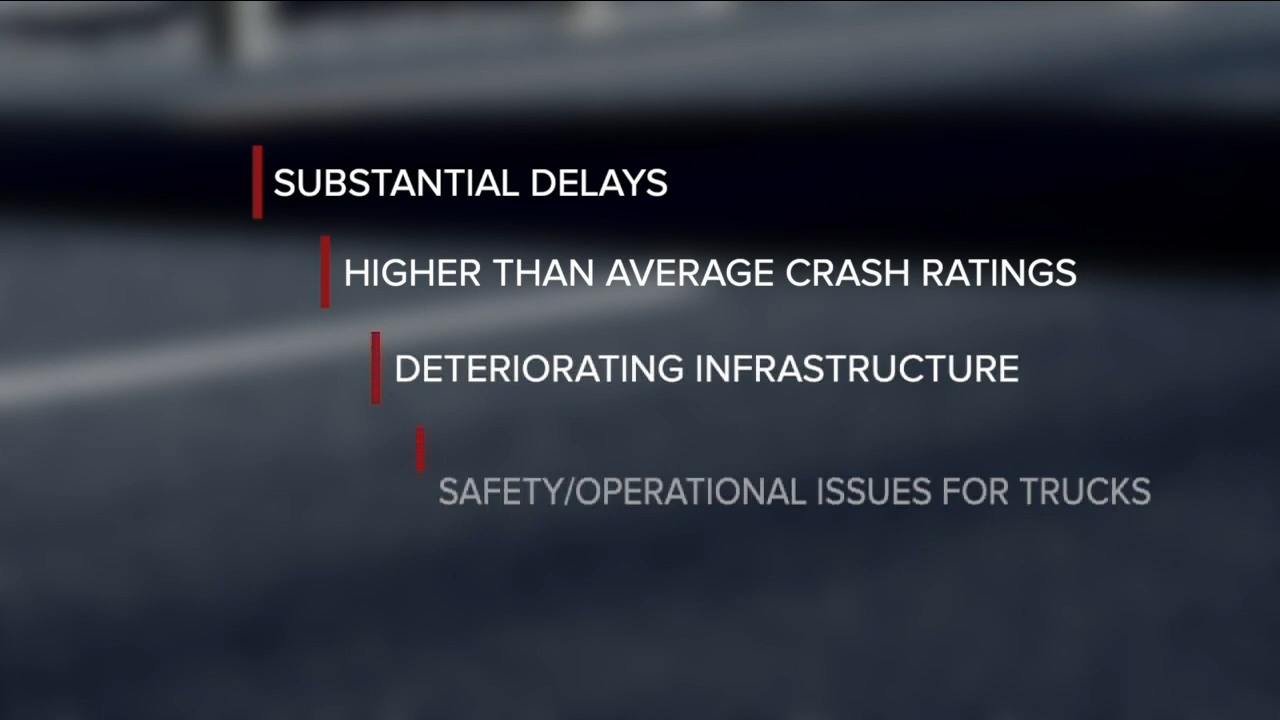 SUBSTANTIAL DELAYS
HIGHER THAN AVERAGE CRASH RATINGS
DETERIORATING INFRASTRUCTURE
SAFETY/OPERATIONAL ISSUES FOR TRUCKS